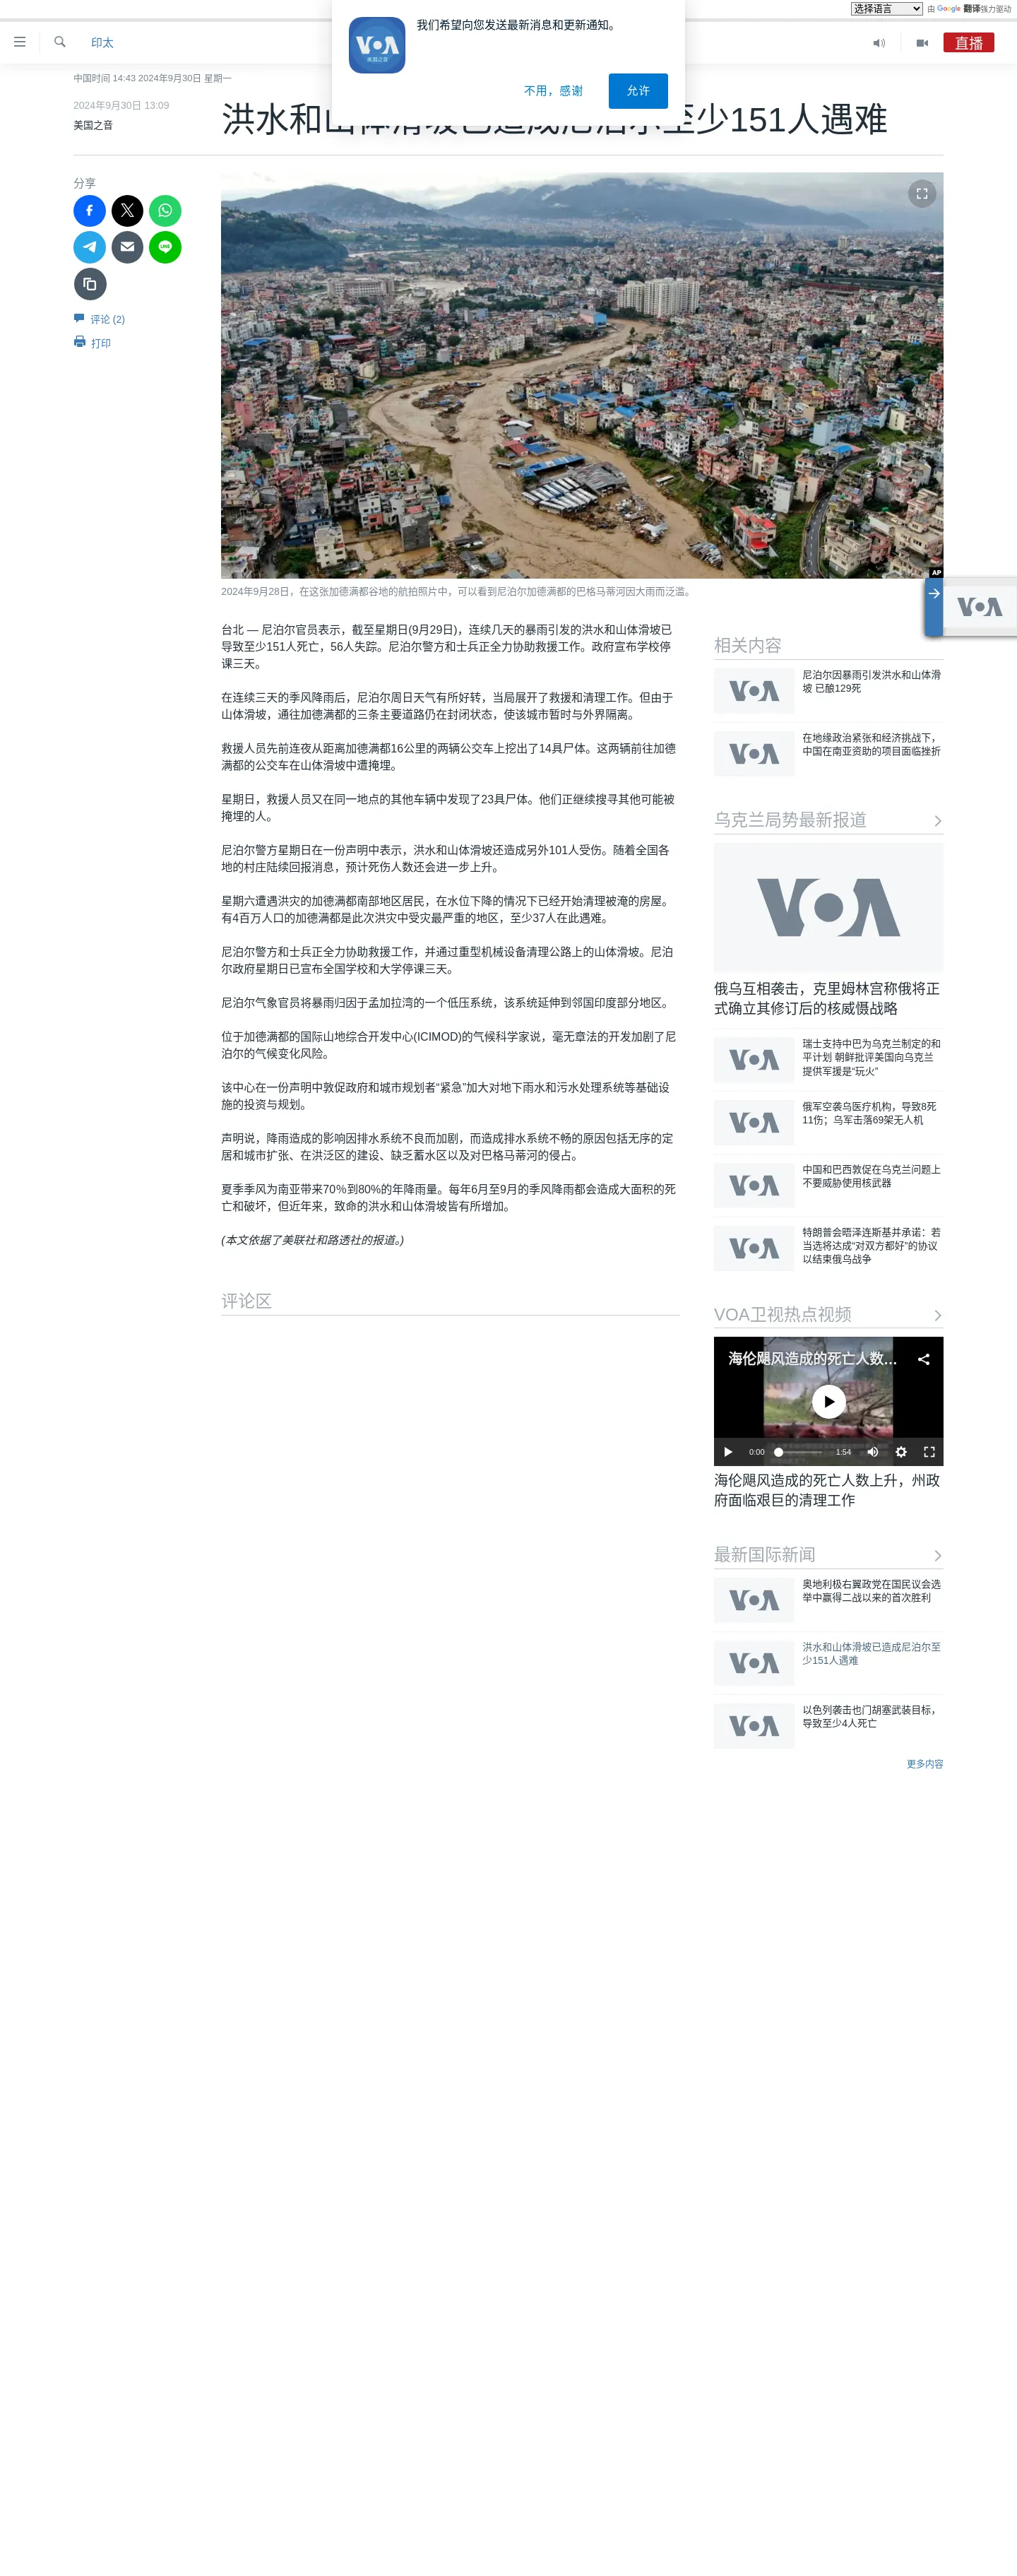 选择语言 由 Google 翻译强力驱动
VOA
美国之音
我们希望向您发送最新消息和更新通知。
不用，感谢
允许
印太
直播
中国时间 14:43 2024年9月30日 星期一
2024年9月30日 13:09
美国之音
洪水和山体滑坡已造成尼泊尔至少151人遇难
分享
LINE
评论 (2)
打印
AP
2024年9月28日，在这张加德满都谷地的航拍照片中，可以看到尼泊尔加德满都的巴格马蒂河因大雨而泛滥。
VOA
台北 — 尼泊尔官员表示，截至星期日(9月29日)，连续几天的暴雨引发的洪水和山体滑坡已
导致至少151人死亡，56人失踪。尼泊尔警方和士兵正全力协助救援工作。政府宣布学校停
课三天。
在连续三天的季风降雨后，尼泊尔周日天气有所好转，当局展开了救援和清理工作。但由于
山体滑坡，通往加德满都的三条主要道路仍在封闭状态，使该城市暂时与外界隔离。
救援人员先前连夜从距离加德满都16公里的两辆公交车上挖出了14具尸体。这两辆前往加德
满都的公交车在山体滑坡中遭掩埋。
星期日，救援人员又在同一地点的其他车辆中发现了23具尸体。他们正继续搜寻其他可能被
掩埋的人。
尼泊尔警方星期日在一份声明中表示，洪水和山体滑坡还造成另外101人受伤。随着全国各
地的村庄陆续回报消息，预计死伤人数还会进一步上升。
星期六遭遇洪灾的加德满都南部地区居民，在水位下降的情况下已经开始清理被淹的房屋。
有4百万人口的加德满都是此次洪灾中受灾最严重的地区，至少37人在此遇难。
尼泊尔警方和士兵正全力协助救援工作，并通过重型机械设备清理公路上的山体滑坡。尼泊
尔政府星期日已宣布全国学校和大学停课三天。
尼泊尔气象官员将暴雨归因于孟加拉湾的一个低压系统，该系统延伸到邻国印度部分地区。
位于加德满都的国际山地综合开发中心(ICIMOD)的气候科学家说，毫无章法的开发加剧了尼
泊尔的气候变化风险。
该中心在一份声明中敦促政府和城市规划者“紧急”加大对地下雨水和污水处理系统等基础设
施的投资与规划。
声明说，降雨造成的影响因排水系统不良而加剧，而造成排水系统不畅的原因包括无序的定
居和城市扩张、在洪泛区的建设、缺乏蓄水区以及对巴格马蒂河的侵占。
夏季季风为南亚带来70％到80%的年降雨量。每年6月至9月的季风降雨都会造成大面积的死
亡和破坏，但近年来，致命的洪水和山体滑坡皆有所增加。
(本文依据了美联社和路透社的报道。)
评论区
相关内容
VOA
尼泊尔因暴雨引发洪水和山体滑
坡 已酿129死
VOA
在地缘政治紧张和经济挑战下，
中国在南亚资助的项目面临挫折
乌克兰局势最新报道
VOA
俄乌互相袭击，克里姆林宫称俄将正
式确立其修订后的核威慑战略
VOA
瑞士支持中巴为乌克兰制定的和
平计划 朝鲜批评美国向乌克兰
提供军援是“玩火”
VOA
俄军空袭乌医疗机构，导致8死
11伤；乌军击落69架无人机
VOA
中国和巴西敦促在乌克兰问题上
不要威胁使用核武器
VOA
特朗普会晤泽连斯基并承诺：若
当选将达成“对双方都好”的协议
以结束俄乌战争
VOA卫视热点视频
海伦飓风造成的死亡人数...
0:00
1:54
海伦飓风造成的死亡人数上升，州政
府面临艰巨的清理工作
最新国际新闻
VOA
奥地利极右翼政党在国民议会选
举中赢得二战以来的首次胜利
VOA
洪水和山体滑坡已造成尼泊尔至
少151人遇难
VOA
以色列袭击也门胡塞武装目标，
导致至少4人死亡
更多内容